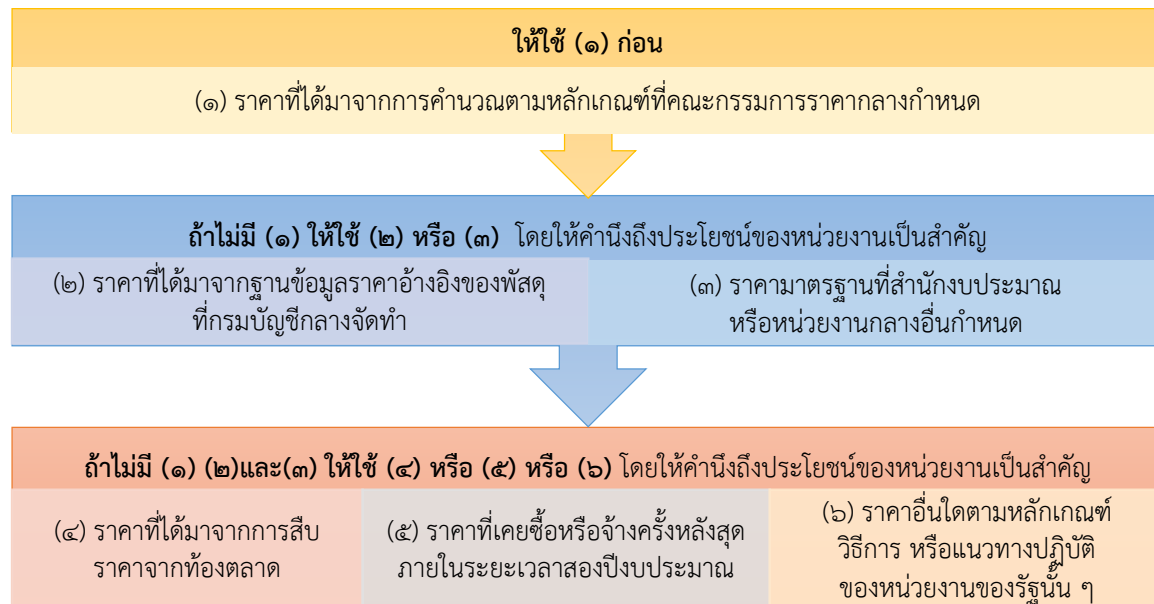 ให้ใช้ (๑) ก่อน
(๑) ราคาที่ได้มาจากการคำนวณตามหลักเกณฑ์ที่คณะกรรมการราคากลางกำหนด
ถ้าไม่มี (๑) ให้ใช้ (๒) หรือ (๓) โดยให้คำนึงถึงประโยชน์ของหน่วยงานเป็นสำคัญ
(๒) ราคาที่ได้มาจากฐานข้อมูลราคาอ้างอิงของพัสดุ
ที่กรมบัญชีกลางจัดทำ
(๓) ราคามาตรฐานที่สำนักงบประมาณ
หรือหน่วยงานกลางอื่นกำหนด
ถ้าไม่มี (๑) (๒)และ(๓) ให้ใช้ (๔) หรือ (๕) หรือ (๖) โดยให้คำนึงถึงประโยชน์ของหน่วยงานเป็นสำคัญ
(๔) ราคาที่ได้มาจากการสืบ
ราคาจากท้องตลาด
(๕) ราคาที่เคยซื้อหรือจ้างครั้งหลังสุด
ภายในระยะเวลาสองปีงบประมาณ
(๖) ราคาอื่นใดตามหลักเกณฑ์
วิธีการ หรือแนวทางปฏิบัติ
ของหน่วยงานของรัฐนั้น ๆ